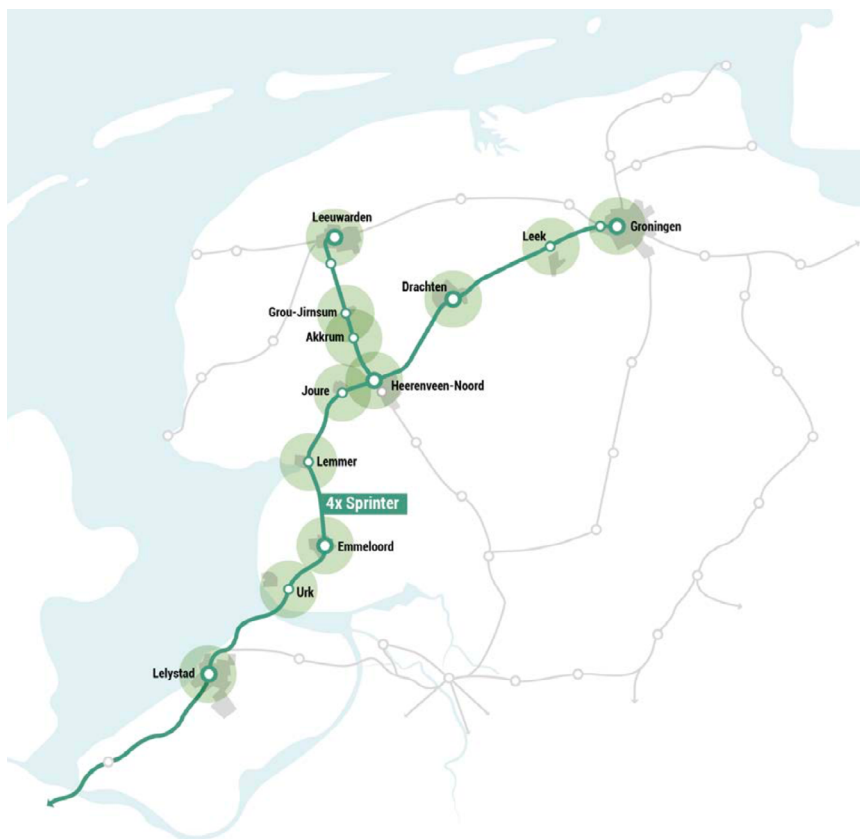 Leeuwarden
Groningen
Leek
Drachten
Grou-Jirnsum
Akkrum
Heerenveen-Noord
Joure
Lemmer
4x Sprinter
Emmeloord
Urk
Lelystad